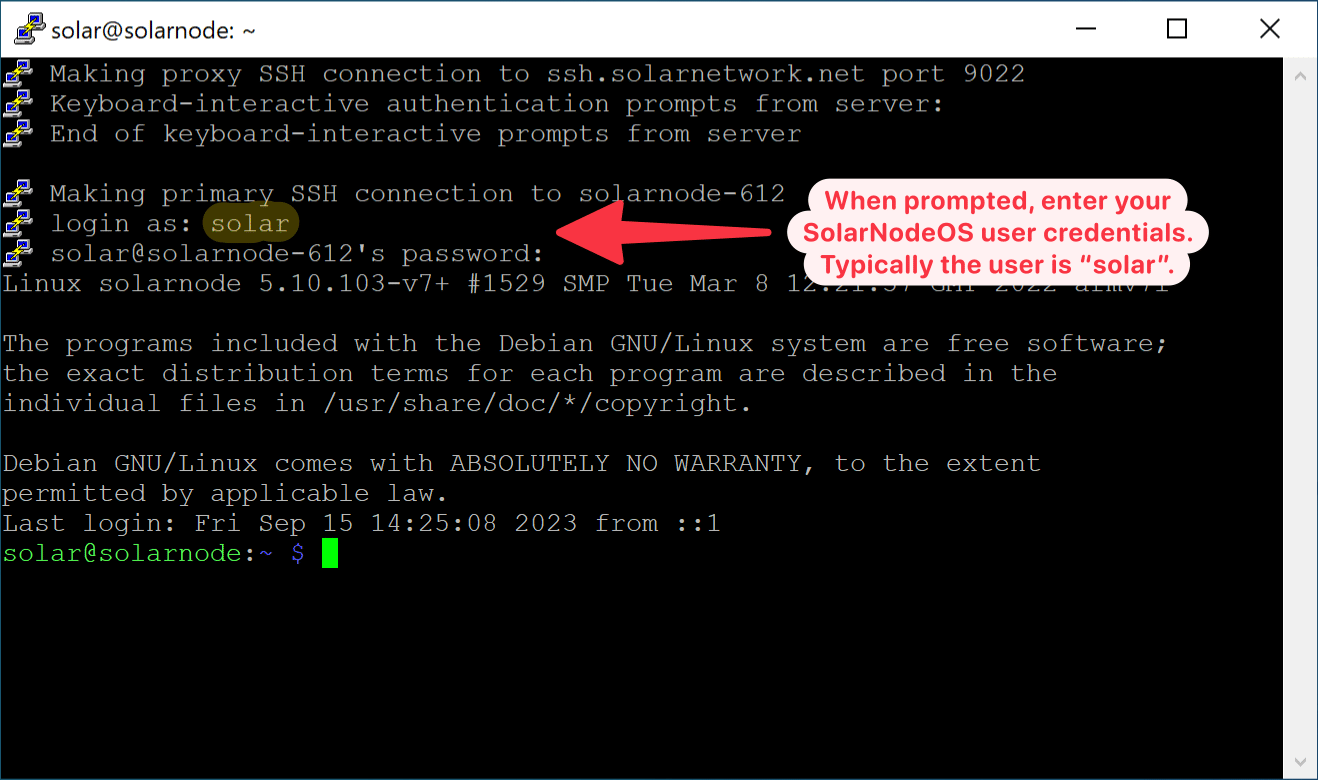 solar@solarnode: ~
Making proxy SSH connection to ssh.solarnetwork.net port 9022
Keyboard-interactive authentication prompts from server:
End of keyboard-interactive prompts from server
Making primary SSH connection to solarnode-612
login as: solar
solar@solarnode-612's password:
When prompted, enter your
SolarNodeOS user credentials.
Typically the user is “solar”.
Linux solarnode 5.10.103-v7+ #1529 SMP Tue Mar 8 2022
The programs included with the Debian GNU/Linux system are free software;
the exact distribution terms for each program are described in the
individual files in /usr/share/doc/*/copyright.
Debian GNU/Linux comes with ABSOLUTELY NO WARRANTY, to the extent
permitted by applicable law.
Last login: Fri Sep 15 14:25:08 2023 from ::1
solar@solarnode:~ $